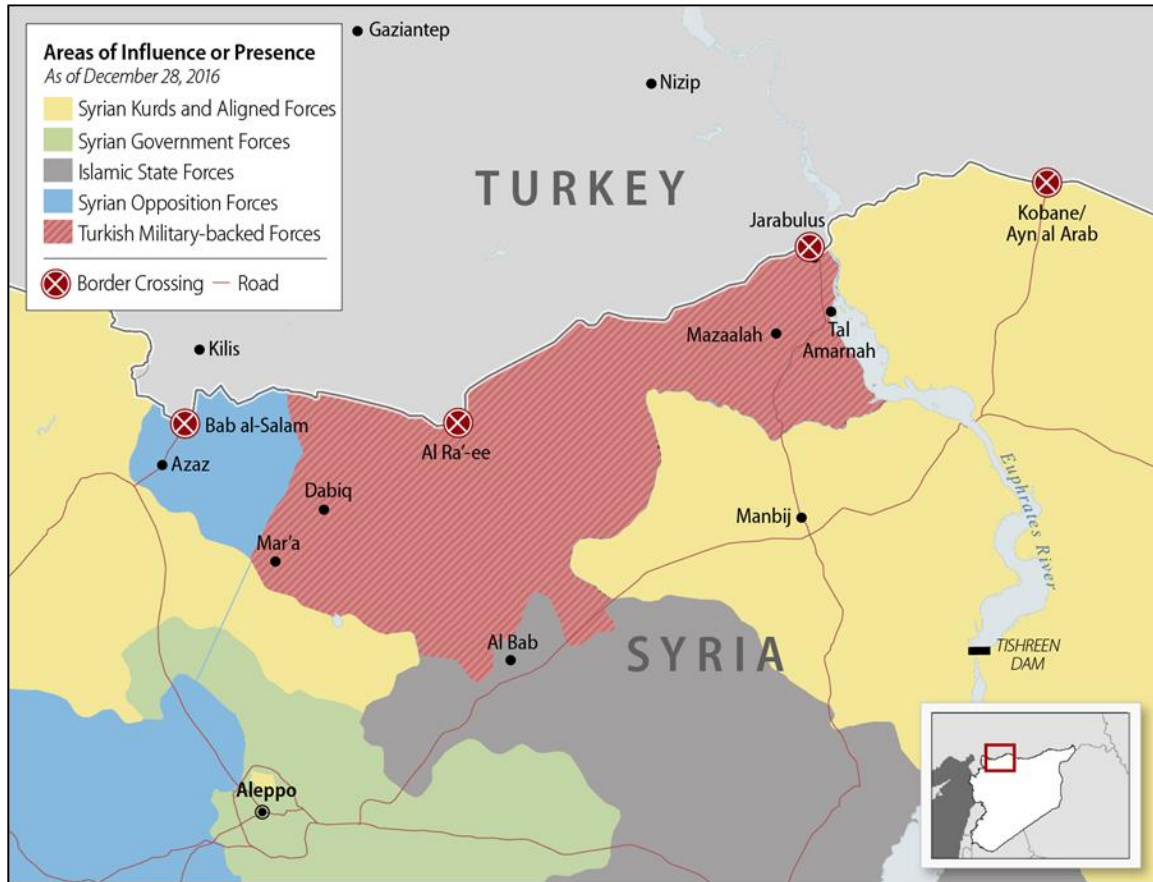 Areas of Influence or Presence
As of December 28, 2016
Syrian Kurds and Aligned Forces
Syrian Government Forces
Islamic State Forces
Syrian Opposition Forces
Turkish Military-backed Forces
Border Crossing
Road
Gaziantep
Nizip
TURKEY
Jarabulus
Kobane/
Ayn al Arab
Kilis
Mazaalah
Tal
Amarnah
Bab al-Salam
Al Ra‘-ee
Azaz
Dabiq
Manbij
Euphrates River
Mar'a
Al Bab
SYRIA
TISHREEN
DAM
Aleppo